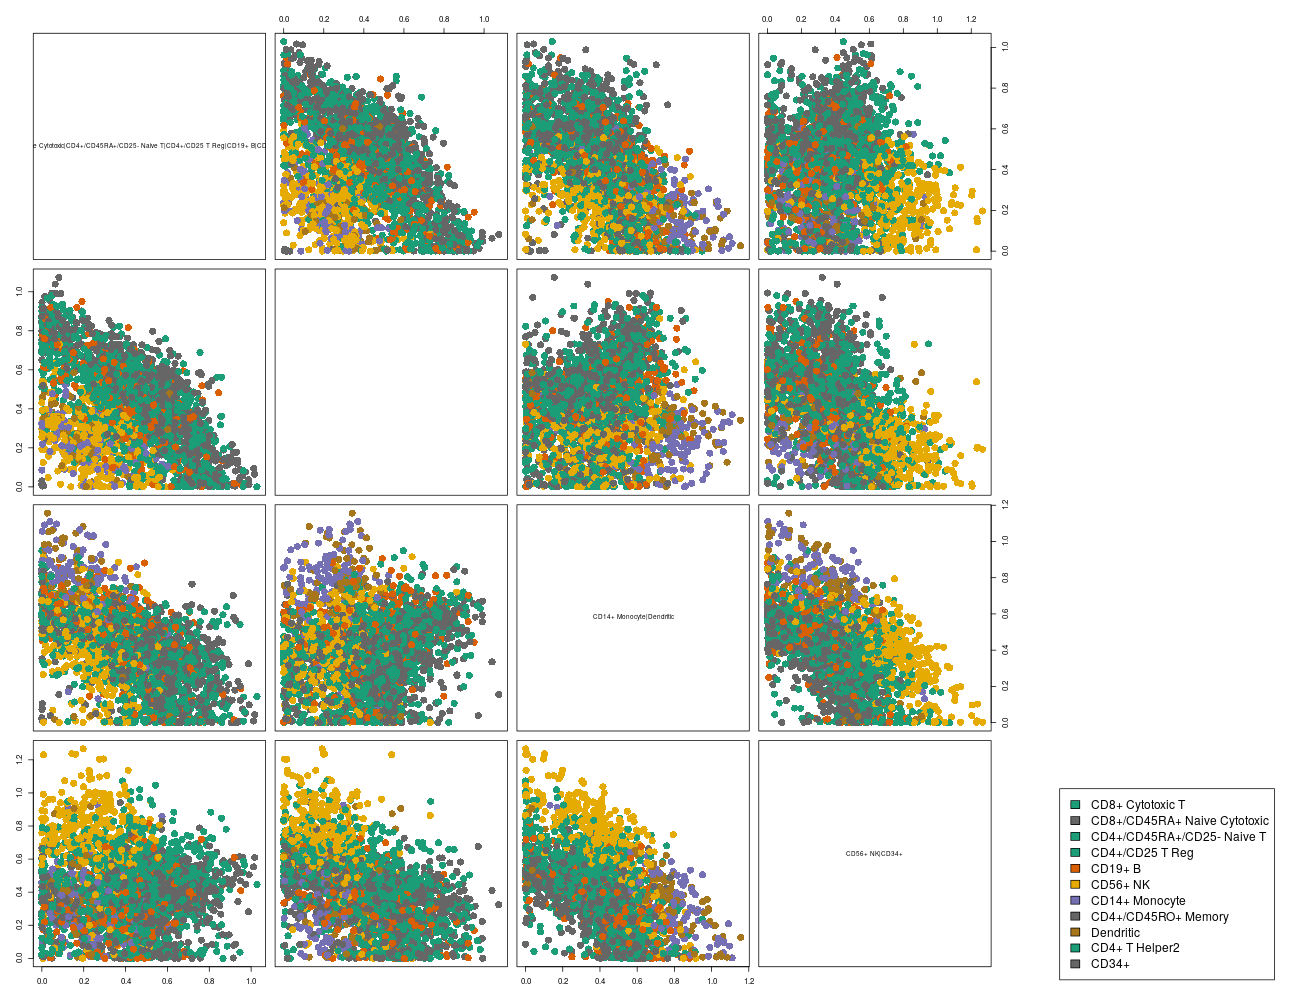 0.0 0.2 0.4 0.6 0.8 1.0
0.0 0.2 0.4 0.6 0.8 1.0 1.2
e Cytotoxic|CD4+/CD45RA+/CD25- Naive T|CD4+/CD25 T Reg|CD19+ B|CD
0.0 0.2 0.4 0.6 0.8 1.0
0.0 0.2 0.4 0.6 0.8 1.0
CD14+ Monocyte|Dendritic
0.0 0.2 0.4 0.6 0.8 1.0 1.2
0.0 0.2 0.4 0.6 0.8 1.0 1.2
CD56+ NK|CD34+
0.0 0.2 0.4 0.6 0.8 1.0
0.0 0.2 0.4 0.6 0.8 1.0 1.2
CD8+ Cytotoxic T
CD8+/CD45RA+ Naive Cytotoxic
CD4+/CD45RA+/CD25- Naive T
CD4+/CD25 T Reg
CD19+ B
CD56+ NK
CD14+ Monocyte
CD4+/CD45RO+ Memory
Dendritic
CD4+ T Helper2
CD34+